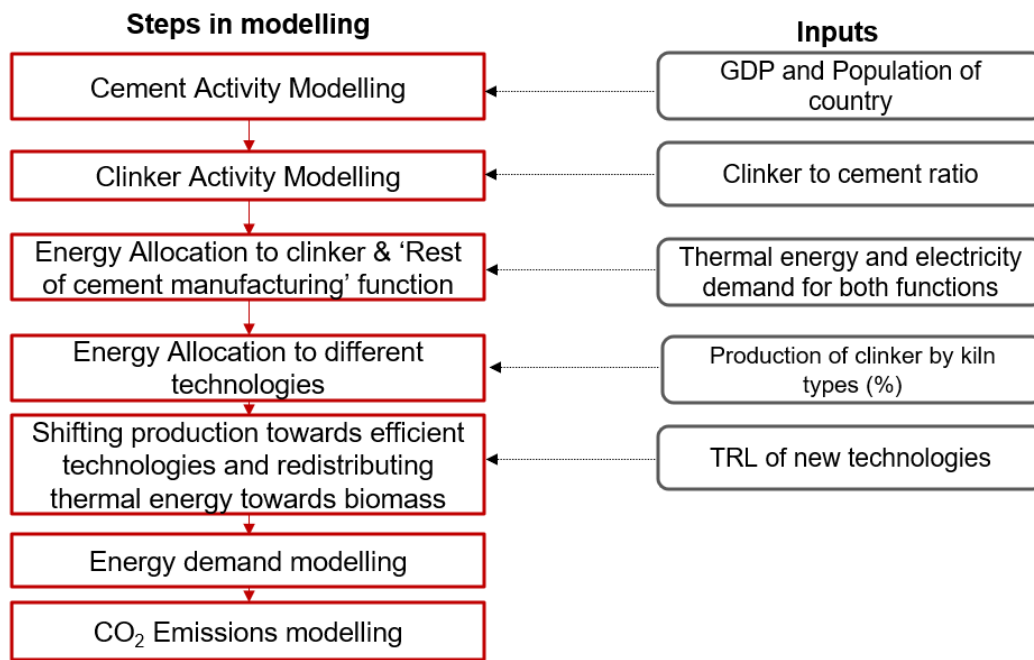 Steps in modelling
Inputs
Cement Activity Modelling
GDP and Population of
country
Clinker Activity Modelling
Clinker to cement ratio
Energy Allocation to clinker & ‘Rest
of cement manufacturing’ function
Thermal energy and electricity
demand for both functions
Energy Allocation to different
technologies
Production of clinker by kiln
types (%)
Shifting production towards efficient
technologies and redistributing
thermal energy towards biomass
TRL of new technologies
Energy demand modelling
CO₂ Emissions modelling